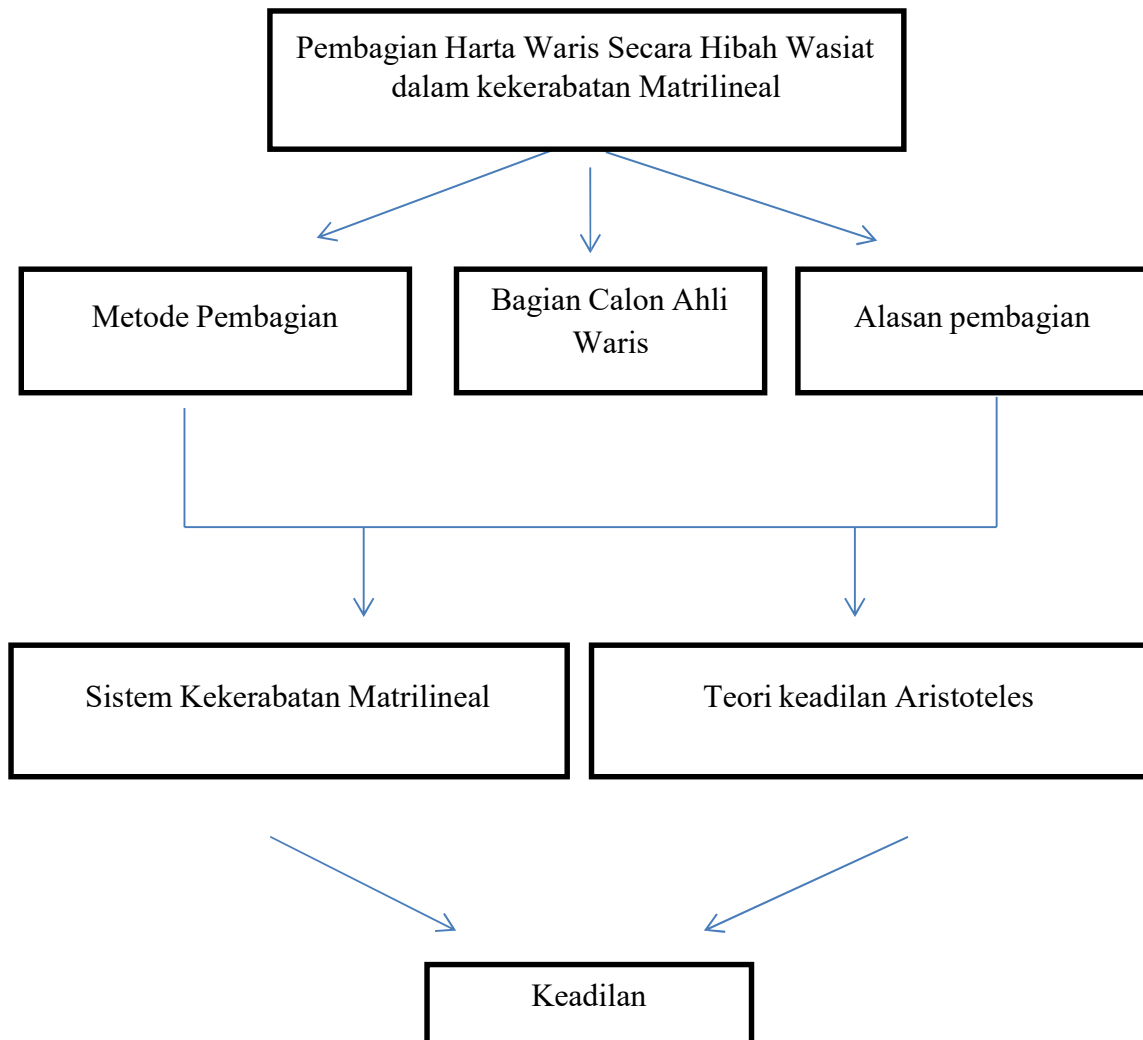 Pembagian Harta Waris Secara Hibah Wasiat
dalam kekerabatan Matrilineal
Metode Pembagian
Bagian Calon Ahli
Waris
Alasan pembagian
Sistem Kekerabatan Matrilineal
Teori keadilan Aristoteles
Keadilan